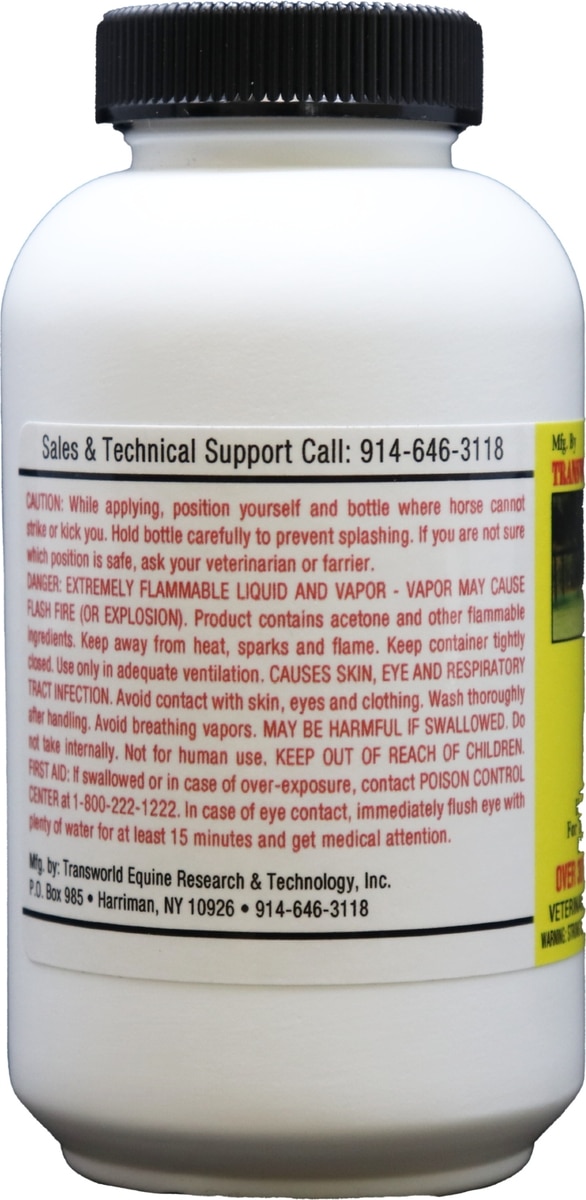 Sales & Technical Support Call: 914-646-3118
CAUTION: While applying, position yourself and bottle where horse cannot
strike or kick you. Hold bottle carefully to prevent splashing. If you are not sure
which position is safe, ask your veterinarian or farrier.
DANGER: EXTREMELY FLAMMABLE LIQUID AND VAPOR - VAPOR MAY CAUSE
FLASH FIRE (OR EXPLOSION). Product contains acetone and other flammable
Ingredients. Keep away from heat, sparks and flame. Keep container tightly
closed. Use only in adequate ventilation. CAUSES SKIN, EYE AND RESPIRATORY
TRACT INFECTION. Avoid contact with skin, eyes and clothing. Wash thoroughly
after handling. Avoid breathing vapors. MAY BE HARMFUL IF SWALLOWED. Do
not take internally. Not for human use. KEEP OUT OF REACH OF CHILDREN.
FIRST AID: If swallowed or in case of over-exposure, contact POISON CONTROL
CENTER at 1-800-222-1222. In case of eye contact, immediately flush eye with
plenty of water for at least 15 minutes and get medical attention.
Mfg. by: Transworld Equine Research & Technology, Inc.
P.O. Box 985 • Harriman, NY 10926 • 914-646-3118
Mfg. By
For
OVER
WARNING: